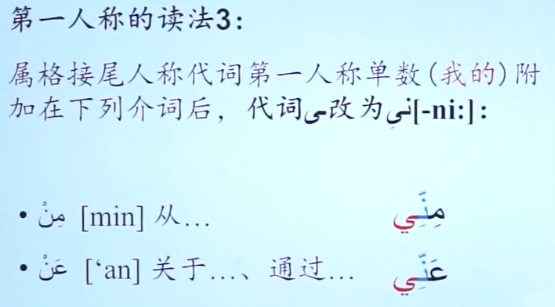 第一人称的读法3：
属格接尾人称代词第一人称单数(我的)附
加在下列介词后，代词ـِي改为نِي[-ni:]：
• مِنْ [min] 从… مِنِّي
• عَنْ [‘an] 关于…、通过… عَنِّي